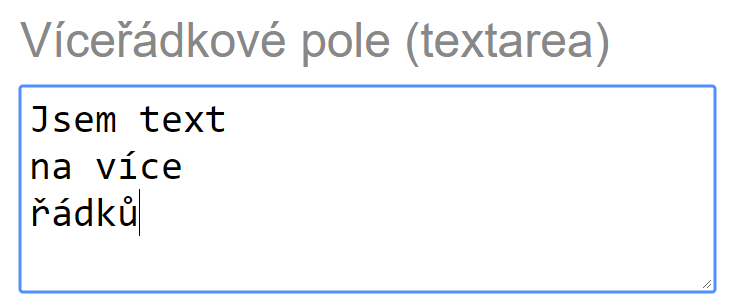 Víceřádkové pole (textarea)
Jsem text
na více
řádků